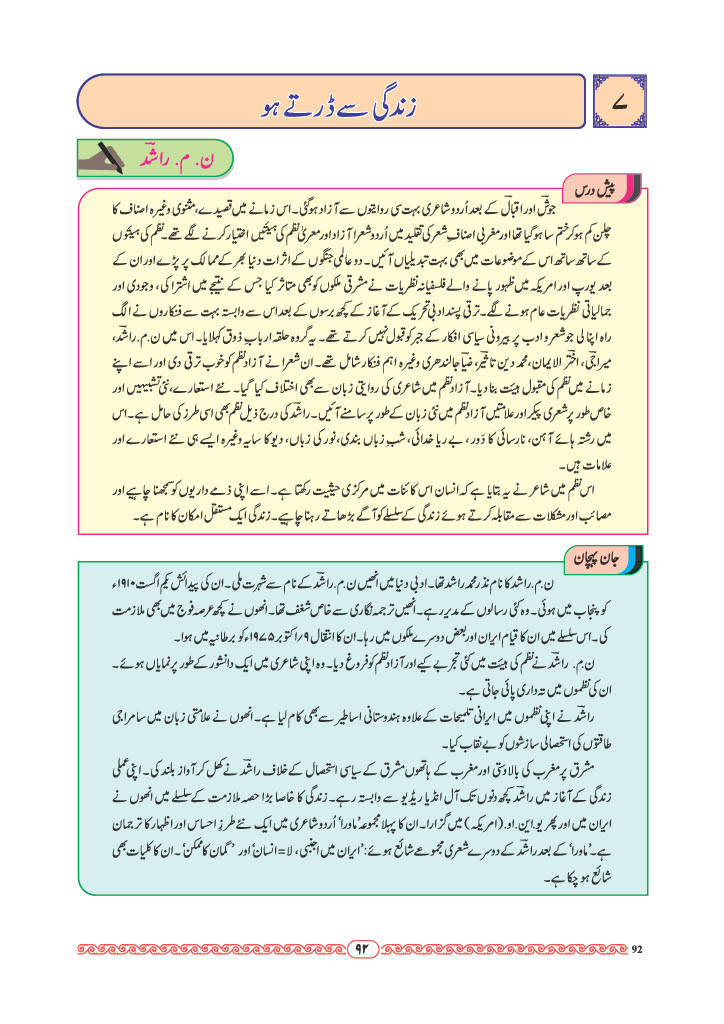 ۷
زندگی سے ڈرتے ہو
ن. م. راشدؔ
پیش درس
جوشؔ اور اقبالؔ کے بعد اُردو شاعری بہت سی روایتوں سے آزاد ہوگئی۔ اس زمانے میں قصیدے، مثنوی وغیرہ اصناف کا
چلن کم ہو کر ختم سا ہو گیا تھا اور مغربی اصنافِ شعر کی تقلید میں اُردو شعرا آزاد اور معریٰ نظم کی ہیئتیں اختیار کرنے لگے تھے۔ نظم کی ہیئتوں
کے ساتھ ساتھ اس کے موضوعات میں بھی بہت تبدیلیاں آئیں۔ دو عالمی جنگوں کے اثرات دنیا بھر کے ممالک پر پڑے اور ان کے
بعد یورپ اور امریکہ میں ظہور پانے والے فلسفیانہ نظریات نے مشرقی ملکوں کو بھی متاثر کیا جس کے نتیجے میں اشتراکی، وجودی اور
جمالیاتی نظریات عام ہونے لگے۔ ترقی پسند ادبی تحریک کے آغاز کے کچھ برسوں کے بعد اس سے وابستہ بہت سے فنکاروں نے الگ
راہ اپنا لی جو شعر و ادب پر بیرونی سیاسی افکار کے جبر کو قبول نہیں کرتے تھے۔ یہ گروہ حلقہ اربابِ ذوق کہلایا۔ اس میں ن.م. راشدؔ،
میراجیؔ، اخترؔ الایمان، محمد دین تاثیرؔ، ضیاؔ جالندھری وغیرہ اہم فنکار شامل تھے۔ ان شعرا نے آزاد نظم کو خوب ترقی دی اور اسے اپنے
زمانے میں نظم کی مقبول ہیئت بنا دیا۔ آزاد نظم میں شاعری کی روایتی زبان سے بھی اختلاف کیا گیا۔ نئے استعارے، نئی تشبیہیں اور
خاص طور پر شعری پیکر اور علامتیں آزاد نظم میں نئی زبان کے طور پر سامنے آئیں۔ راشدؔ کی درج ذیل نظم بھی اسی طرز کی حامل ہے۔ اس
میں رشتہ ہائے آہن، نارسائی کا دَور، بے ریا خدائی، شبِ زباں بندی، نور کی زباں، دیو کا سایہ وغیرہ ایسے ہی نئے استعارے اور
علامات ہیں۔
اس نظم میں شاعر نے یہ بتایا ہے کہ انسان اس کائنات میں مرکزی حیثیت رکھتا ہے۔ اسے اپنی ذمے داریوں کو سمجھنا چاہیے اور
مصائب اور مشکلات سے مقابلہ کرتے ہوئے زندگی کے سلسلے کو آگے بڑھاتے رہنا چاہیے۔ زندگی ایک مستقل امکان کا نام ہے۔
جان پہچان
ن.م. راشد کا نام نذر محمد راشد تھا۔ ادبی دنیا میں انھیں ن.م. راشدؔ کے نام سے شہرت ملی۔ ان کی پیدائش یکم اگست ۱۹۱۰ء
کو پنجاب میں ہوئی۔ وہ کئی رسالوں کے مدیر رہے۔ انھیں ترجمہ نگاری سے خاص شغف تھا۔ انھوں نے کچھ عرصہ فوج میں بھی ملازمت
کی۔ اس سلسلے میں ان کا قیام ایران اور بعض دوسرے ملکوں میں رہا۔ ان کا انتقال ۹؍اکتوبر ۱۹۷۵ء کو برطانیہ میں ہوا۔
ن.م. راشدؔ نے نظم کی ہیئت میں کئی تجربے کیے اور آزاد نظم کو فروغ دیا۔ وہ اپنی شاعری میں ایک دانشور کے طور پر نمایاں ہوئے۔
ان کی نظموں میں تہ داری پائی جاتی ہے۔
راشدؔ نے اپنی نظموں میں ایرانی تلمیحات کے علاوہ ہندوستانی اساطیر سے بھی کام لیا ہے۔ انھوں نے علامتی زبان میں سامراجی
طاقتوں کی استحصالی سازشوں کو بے نقاب کیا۔
مشرق پر مغرب کی بالادستی اور مغرب کے ہاتھوں مشرق کے سیاسی استحصال کے خلاف راشدؔ نے کھل کر آواز بلند کی۔ اپنی عملی
زندگی کے آغاز میں راشدؔ کچھ دنوں تک آل انڈیا ریڈیو سے وابستہ رہے۔ زندگی کا خاصا بڑا حصہ ملازمت کے سلسلے میں انھوں نے
ایران میں اور پھر یو.این.او. (امریکہ) میں گزارا۔ ان کا پہلا مجموعہ 'ماورا' اُردو شاعری میں ایک نئے طرزِ احساس اور اظہار کا ترجمان
ہے۔ 'ماورا' کے بعد راشدؔ کے دوسرے شعری مجموعے شائع ہوئے: 'ایران میں اجنبی، لا=انسان' اور 'گمان کا ممکن'۔ ان کا کلیات بھی
شائع ہو چکا ہے۔
۹۲
92